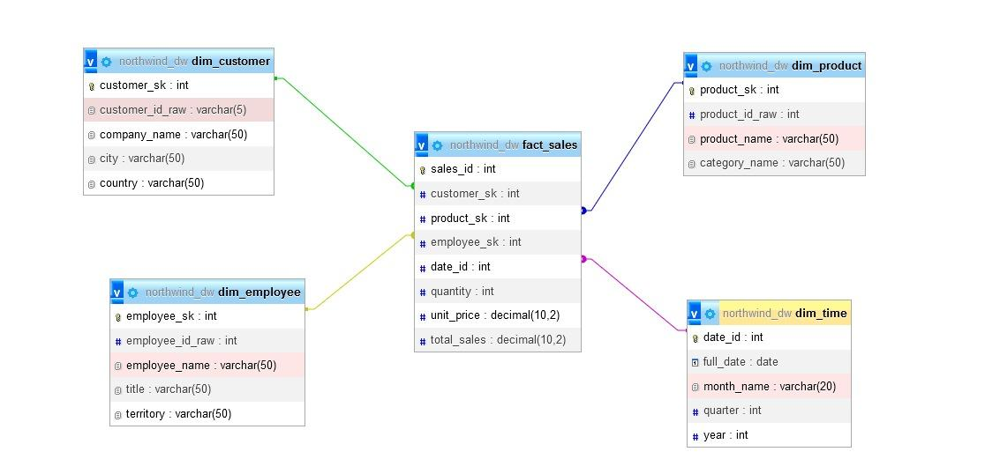 v northwind_dw dim_customer
customer_sk : int
customer_id_raw : varchar(5)
company_name : varchar(50)
city : varchar(50)
country : varchar(50)
v northwind_dw dim_product
product_sk : int
# product_id_raw : int
product_name : varchar(50)
category_name : varchar(50)
v northwind_dw fact_sales
sales_id : int
# customer_sk : int
# product_sk : int
# employee_sk : int
# date_id : int
# quantity : int
# unit_price : decimal(10,2)
# total_sales : decimal(10,2)
v northwind_dw dim_employee
employee_sk : int
# employee_id_raw : int
employee_name : varchar(50)
title : varchar(50)
territory : varchar(50)
v northwind_dw dim_time
date_id : int
full_date : date
month_name : varchar(20)
# quarter : int
# year : int